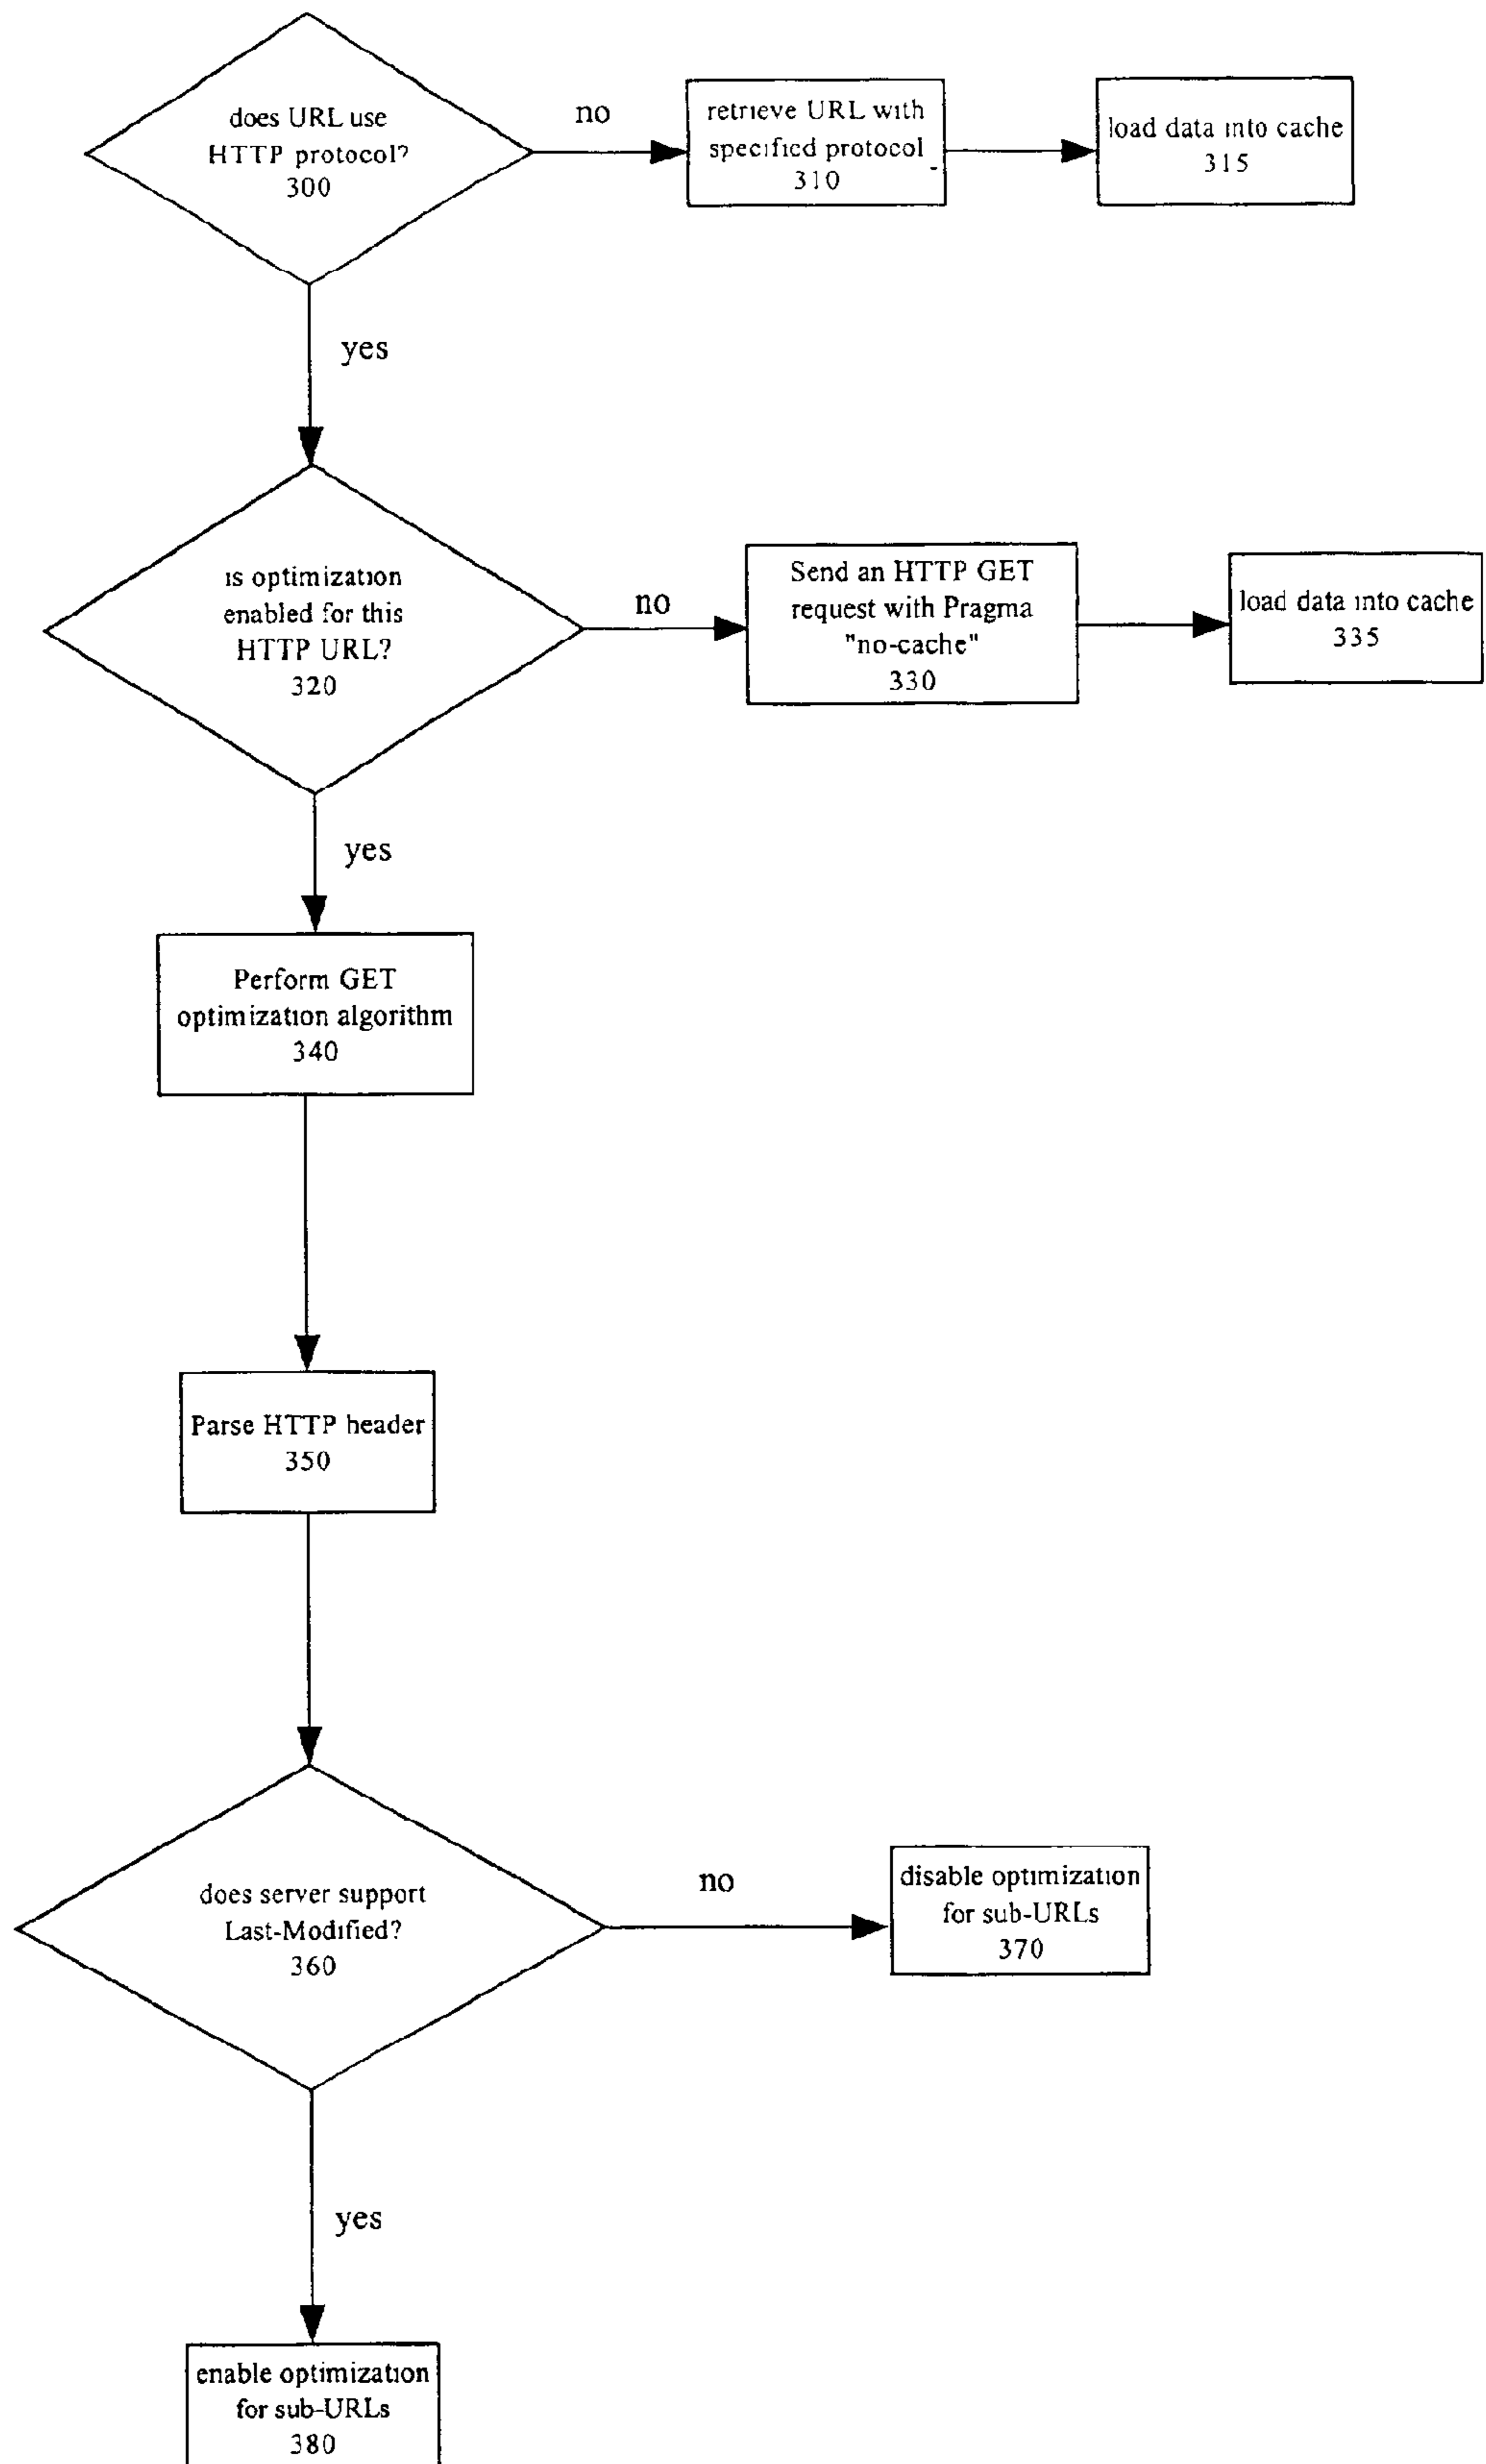 does URL use
HTTP protocol?
300
no
retrieve URL with
specified protocol
310
load data into cache
315
yes
is optimization
enabled for this
HTTP URL?
320
no
Send an HTTP GET
request with Pragma
"no-cache"
330
load data into cache
335
yes
Perform GET
optimization algorithm
340
Parse HTTP header
350
does server support
Last-Modified?
360
no
disable optimization
for sub-URLs
370
yes
enable optimization
for sub-URLs
380